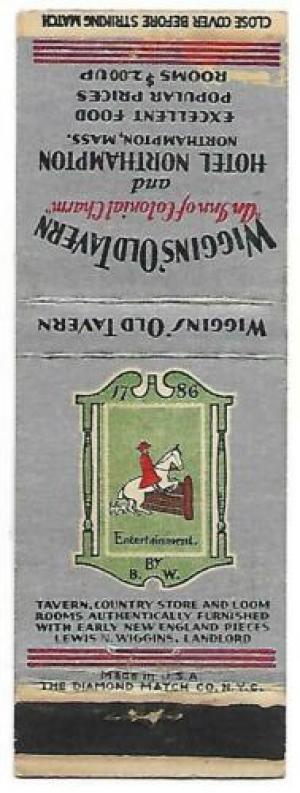 CLOSE COVER BEFORE STRIKING MATCH
WIGGINS' OLD TAVERN
"An Inn of Colonial Charm"
and
HOTEL NORTHAMPTON
NORTHAMPTON, MASS.
EXCELLENT FOOD
POPULAR PRICES
ROOMS $2.00 UP
WIGGINS' OLD TAVERN
1786
Entertainment.
BY
B. W.
TAVERN, COUNTRY STORE AND LOOM
ROOMS AUTHENTICALLY FURNISHED
WITH EARLY NEW ENGLAND PIECES
LEWIS N. WIGGINS, LANDLORD
MADE IN U.S.A.
THE DIAMOND MATCH CO. N.Y.C.